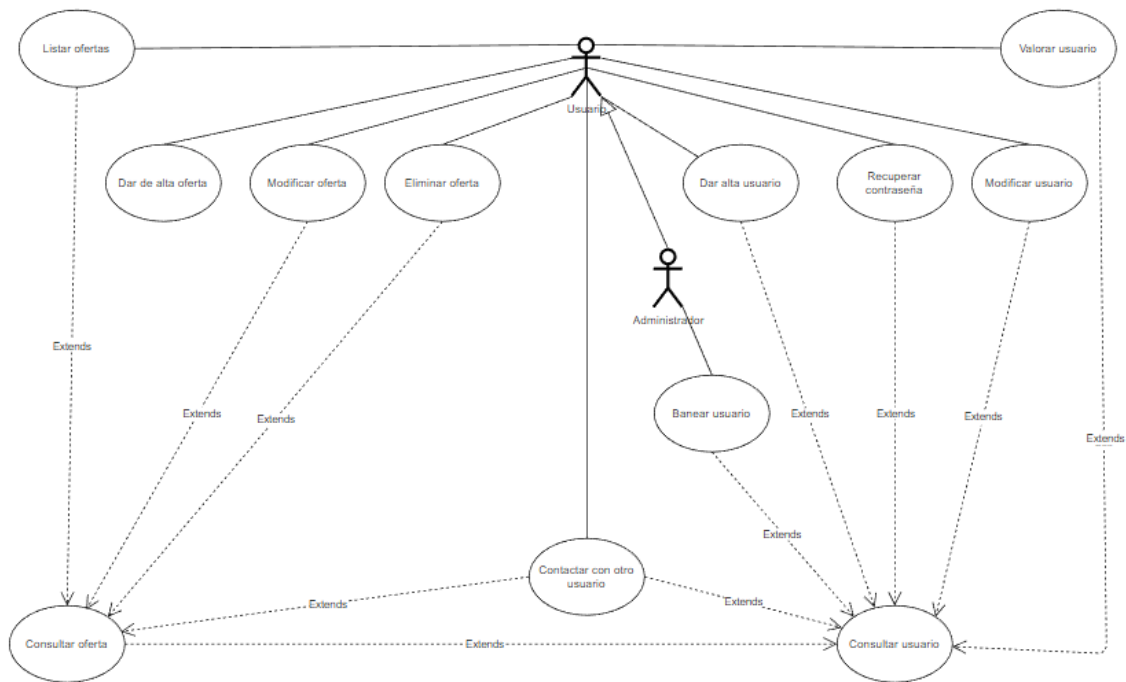 Listar ofertas
Valorar usuario
Usuario
Dar de alta oferta
Modificar oferta
Eliminar oferta
Dar alta usuario
Recuperar
contraseña
Modificar usuario
Administrador
Extends
Extends
Extends
Banear usuario
Extends
Extends
Extends
Extends
Extends
Contactar con otro
usuario
Extends
Extends
Consultar oferta
Extends
Consultar usuario